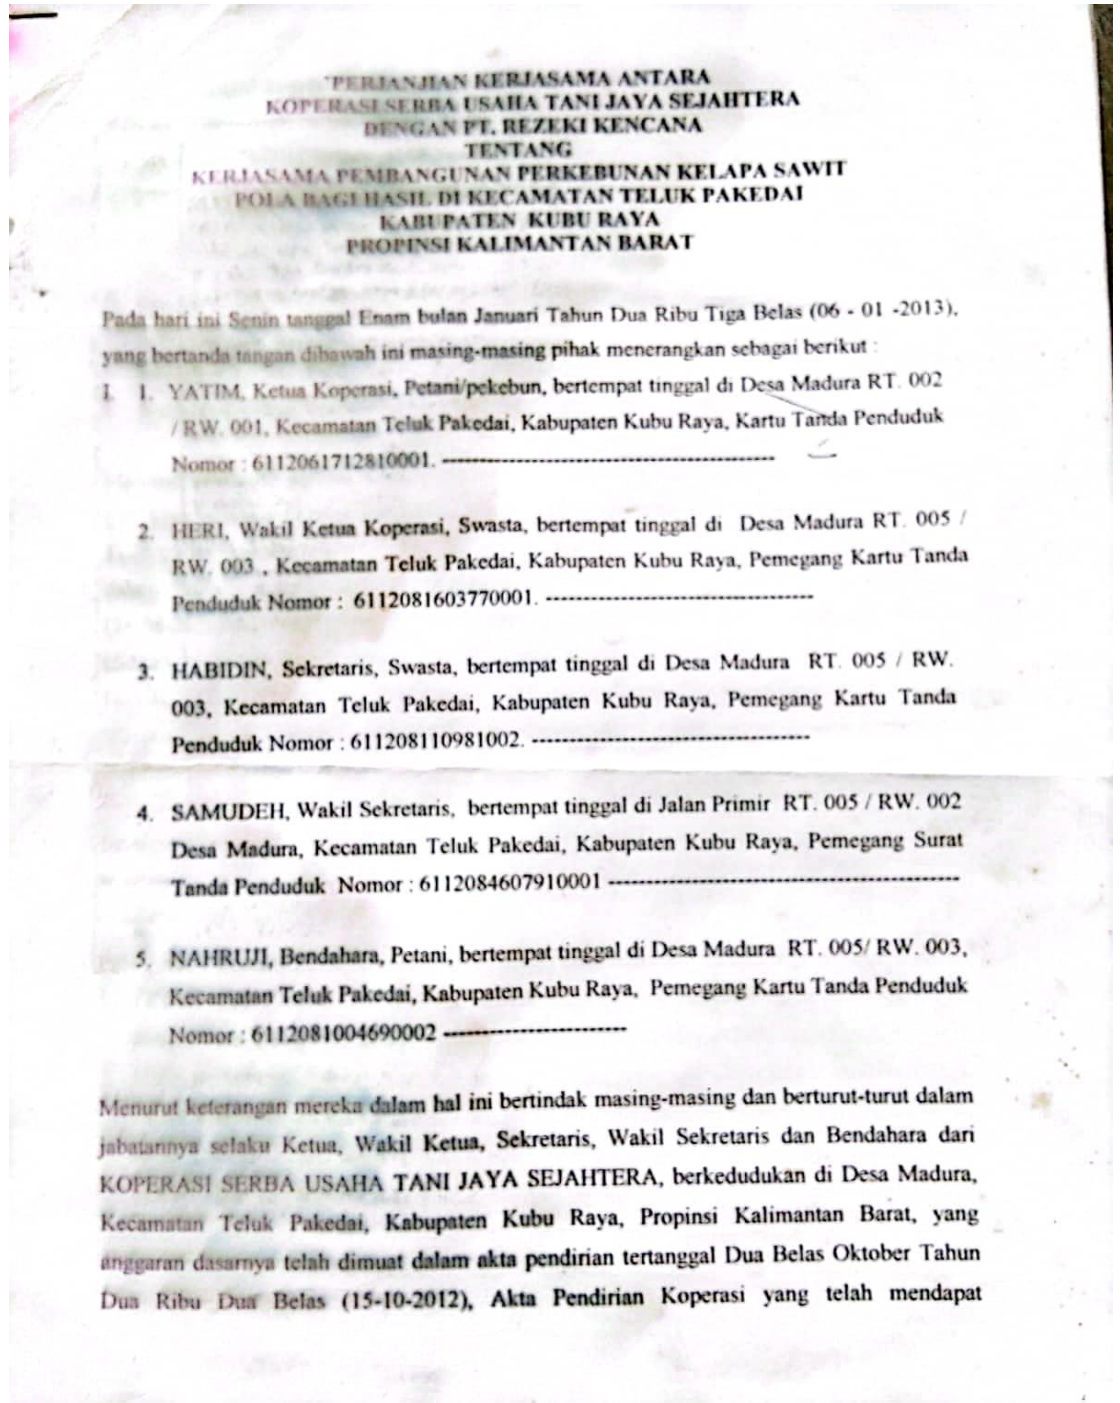 "PERJANJIAN KERJASAMA ANTARA
KOPERASI SERBA USAHA TANI JAYA SEJAHTERA
DENGAN PT. REZEKI KENCANA
TENTANG
KERJASAMA PEMBANGUNAN PERKEBUNAN KELAPA SAWIT
POLA BAGI HASIL DI KECAMATAN TELUK PAKEDAI
KABUPATEN KUBU RAYA
PROPINSI KALIMANTAN BARAT
Pada hari ini Senin tanggal Enam bulan Januari Tahun Dua Ribu Tiga Belas (06 - 01 -2013),
yang bertanda tangan dibawah ini masing-masing pihak menerangkan sebagai berikut :
I. 1. YATIM, Ketua Koperasi, Petani/pekebun, bertempat tinggal di Desa Madura RT. 002
/ RW. 001, Kecamatan Teluk Pakedai, Kabupaten Kubu Raya, Kartu Tanda Penduduk
Nomor : 6112061712810001. --------------------------------------------
2. HERI, Wakil Ketua Koperasi, Swasta, bertempat tinggal di Desa Madura RT. 005 /
RW. 003 , Kecamatan Teluk Pakedai, Kabupaten Kubu Raya, Pemegang Kartu Tanda
Penduduk Nomor : 6112081603770001. ------------------------------------
3. HABIDIN, Sekretaris, Swasta, bertempat tinggal di Desa Madura RT. 005 / RW.
003, Kecamatan Teluk Pakedai, Kabupaten Kubu Raya, Pemegang Kartu Tanda
Penduduk Nomor : 611208110981002. -------------------------------------
4. SAMUDEH, Wakil Sekretaris, bertempat tinggal di Jalan Primir RT. 005 / RW. 002
Desa Madura, Kecamatan Teluk Pakedai, Kabupaten Kubu Raya, Pemegang Surat
Tanda Penduduk Nomor : 6112084607910001 ----------------------------------------------
5. NAHRUJI, Bendahara, Petani, bertempat tinggal di Desa Madura RT. 005/ RW. 003,
Kecamatan Teluk Pakedai, Kabupaten Kubu Raya, Pemegang Kartu Tanda Penduduk
Nomor : 6112081004690002 -------------------------
Menurut keterangan mereka dalam hal ini bertindak masing-masing dan berturut-turut dalam
jabatannya selaku Ketua, Wakil Ketua, Sekretaris, Wakil Sekretaris dan Bendahara dari
KOPERASI SERBA USAHA TANI JAYA SEJAHTERA, berkedudukan di Desa Madura,
Kecamatan Teluk Pakedai, Kabupaten Kubu Raya, Propinsi Kalimantan Barat, yang
anggaran dasarnya telah dimuat dalam akta pendirian tertanggal Dua Belas Oktober Tahun
Dua Ribu Dua Belas (15-10-2012), Akta Pendirian Koperasi yang telah mendapat